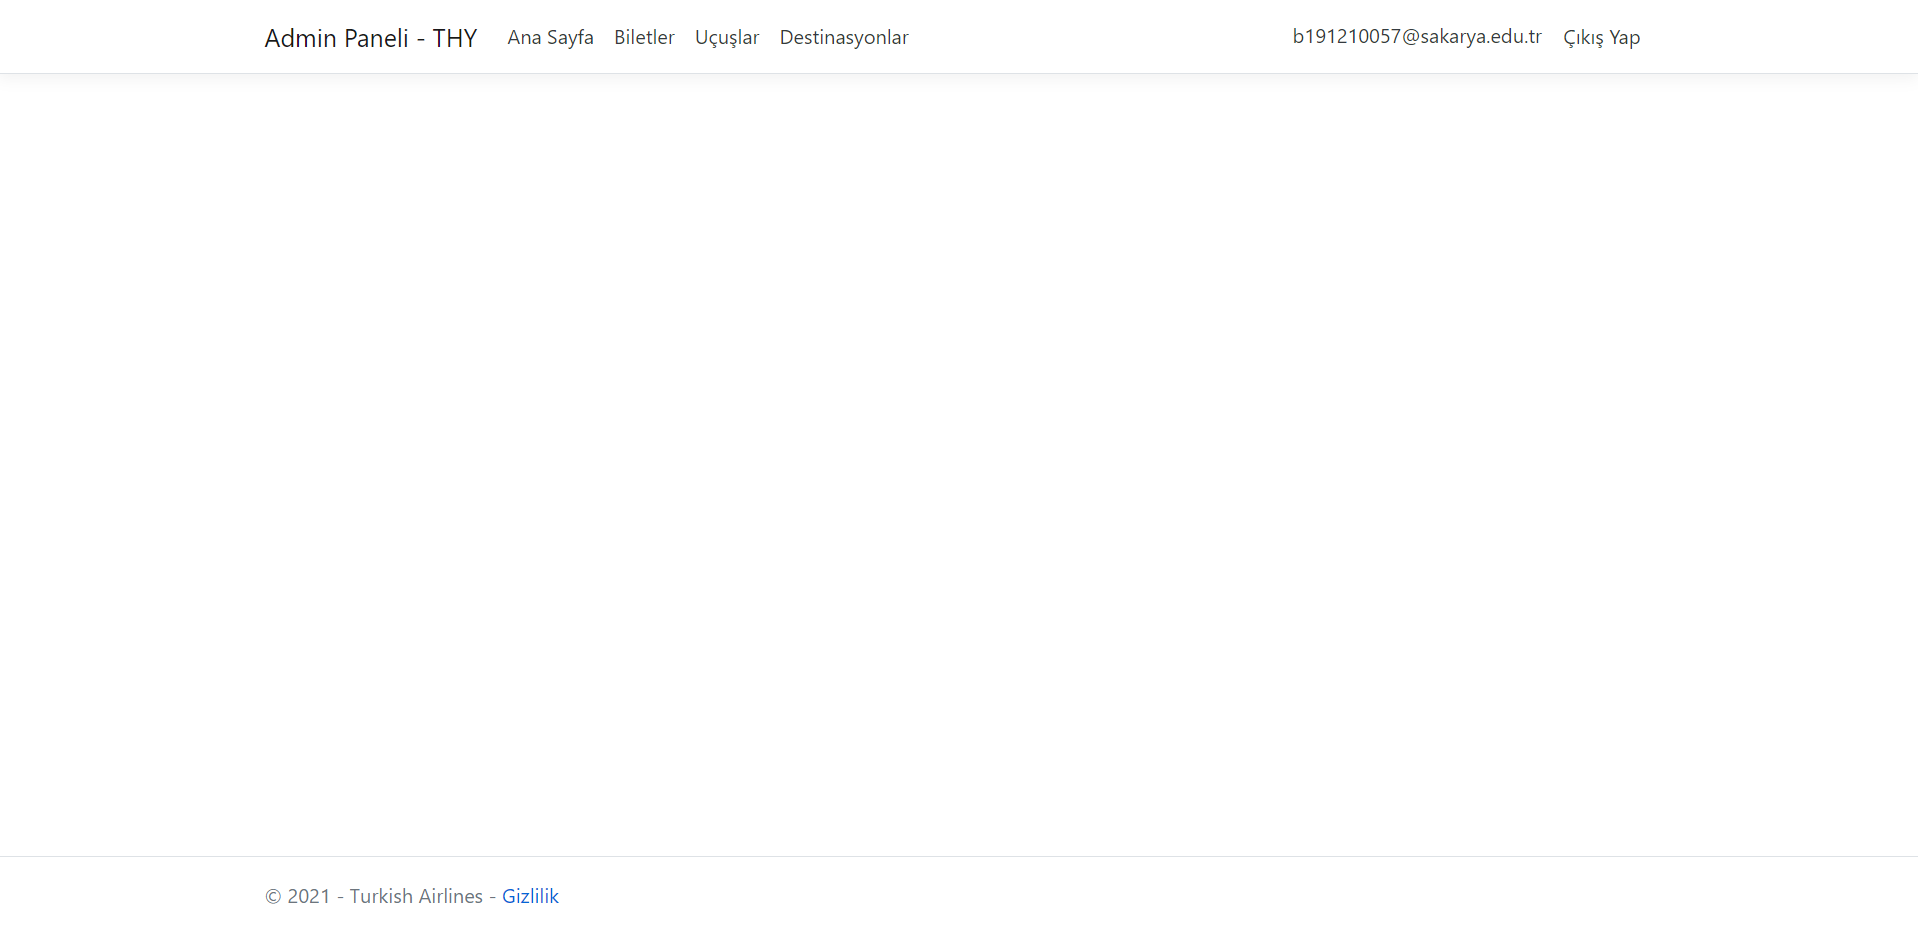 Admin Paneli - THY Ana Sayfa Biletler Uçuşlar Destinasyonlar b191210057@sakarya.edu.tr Çıkış Yap
© 2021 - Turkish Airlines - Gizlilik